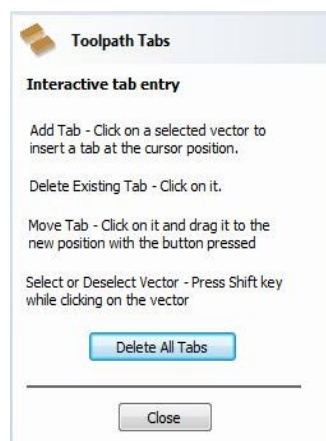 Toolpath Tabs
Interactive tab entry
Add Tab - Click on a selected vector to
insert a tab at the cursor position.
Delete Existing Tab - Click on it.
Move Tab - Click on it and drag it to the
new position with the button pressed
Select or Deselect Vector - Press Shift key
while clicking on the vector
Delete All Tabs
Close